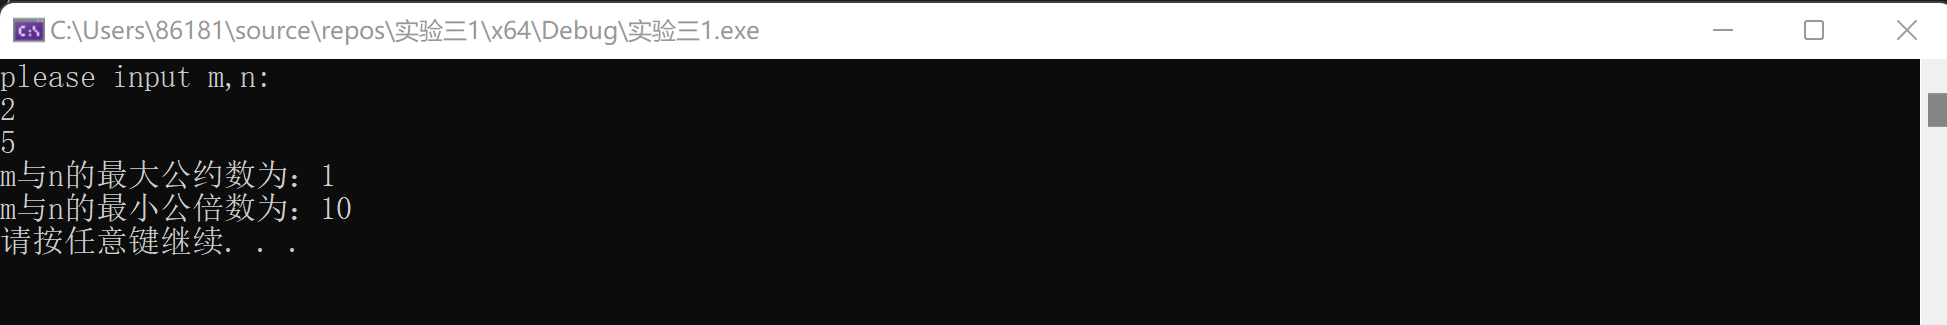 C:\Users\86181\source\repos\实验三1\x64\Debug\实验三1.exe
please input m,n:
2
5
m与n的最大公约数为：1
m与n的最小公倍数为：10
请按任意键继续. . .